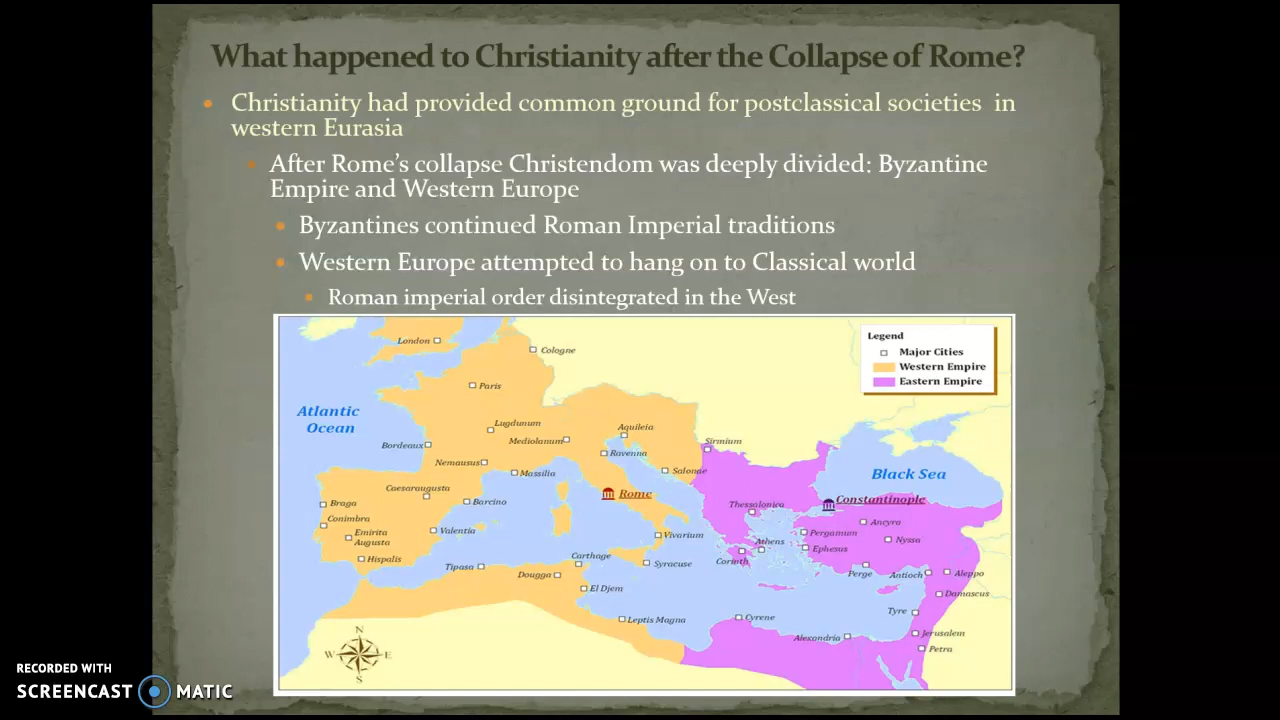 What happened to Christianity after the Collapse of Rome?
Christianity had provided common ground for postclassical societies in
western Eurasia
After Rome's collapse Christendom was deeply divided: Byzantine
Empire and Western Europe
Byzantines continued Roman Imperial traditions
Western Europe attempted to hang on to Classical world
Roman imperial order disintegrated in the West
Legend
Major Cities
Western Empire
Eastern Empire
London
Cologne
Paris
Atlantic
Ocean
Lugdunum
Aquileia
Bordeaux
Mediolanum
Sirmium
Ravenna
Nemausus
Massilia
Salonae
Black Sea
Caesaraugusta
Rome
Constantinople
Braga
Barcino
Thessalonica
Conimbra
Ancyra
Emirita
Augusta
Valentia
Vivarium
Pergamum
Athens
Nyssa
Ephesus
Hispalis
Carthage
Corinth
Tipasa
Dougga
Syracuse
Perge
Antioch
Aleppo
El Djem
Damascus
Leptis Magna
Cyrene
Tyre
Alexandria
Jerusalem
Petra
N
W E
S
RECORDED WITH
SCREENCAST MATIC